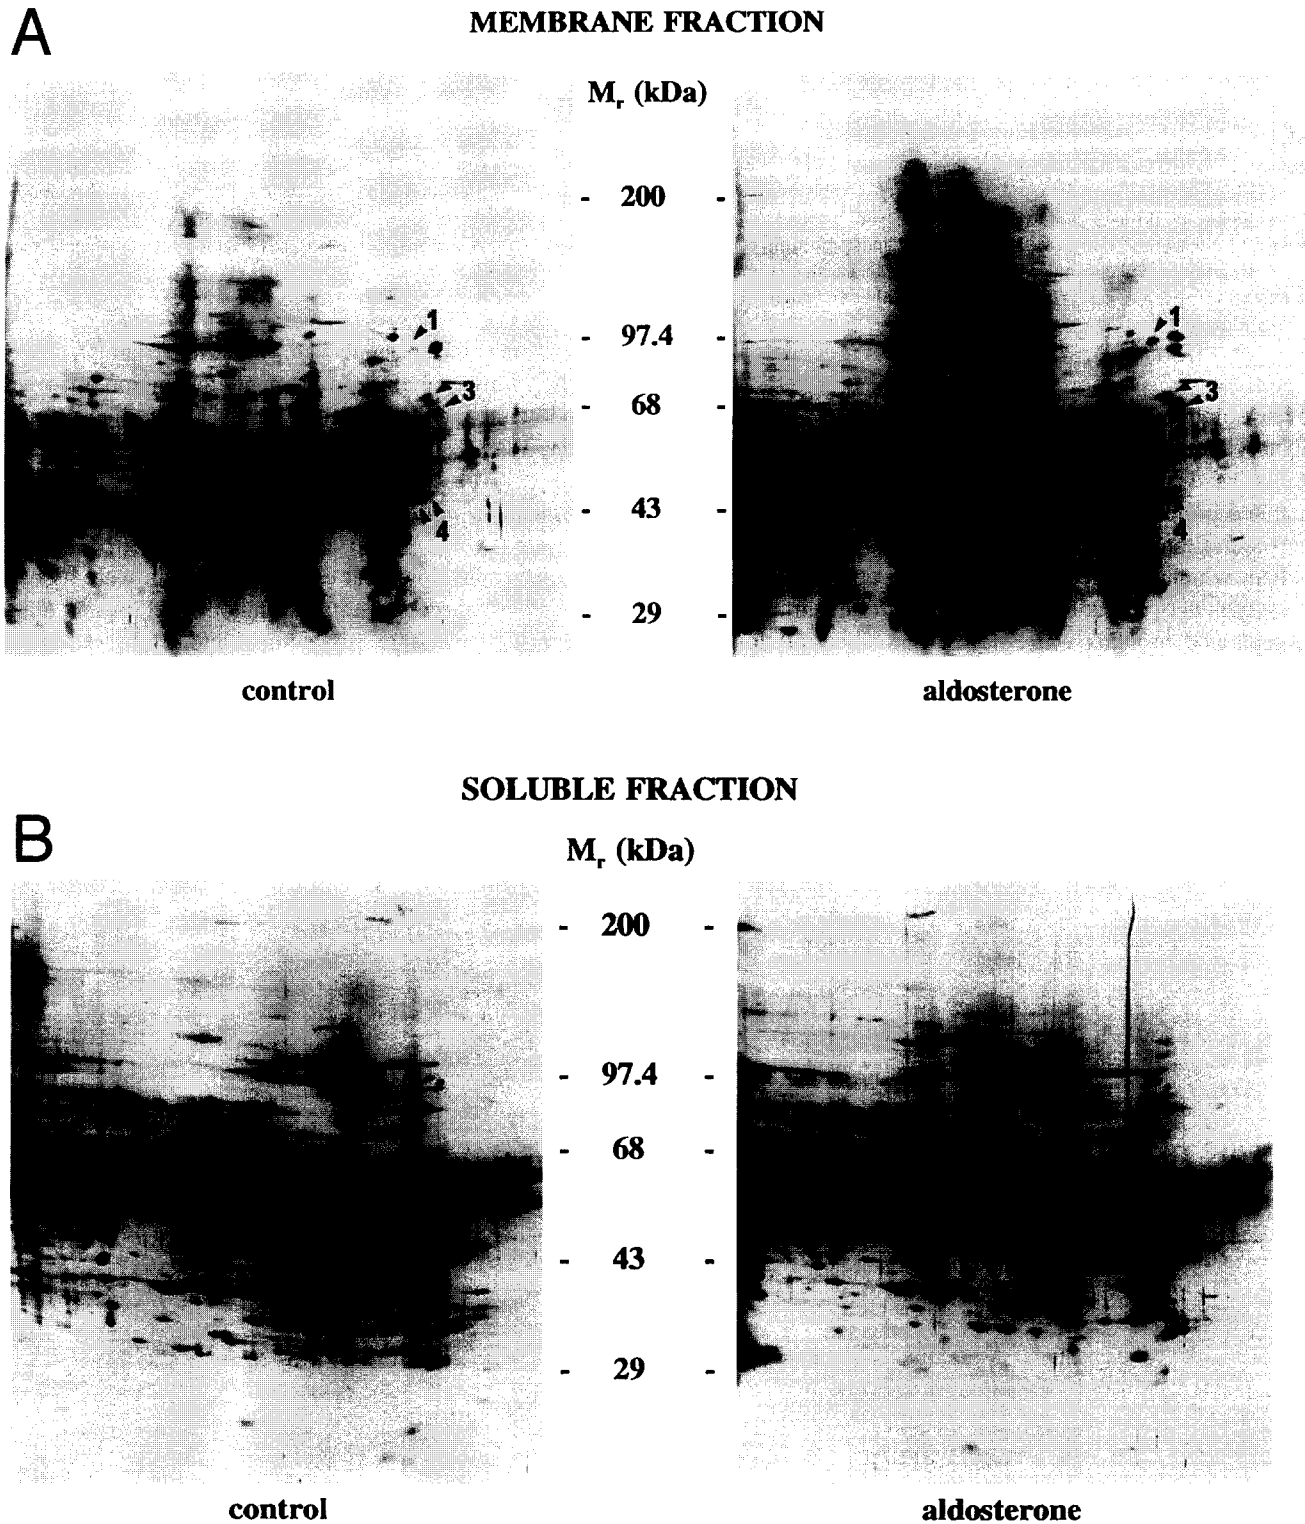 A
MEMBRANE FRACTION
Mr (kDa)
- 200 -
1
1
- 97.4 -
3
3
- 68 -
- 43 -
4
4
- 29 -
control
aldosterone
SOLUBLE FRACTION
B
Mr (kDa)
- 200 -
- 97.4 -
- 68 -
- 43 -
- 29 -
control
aldosterone